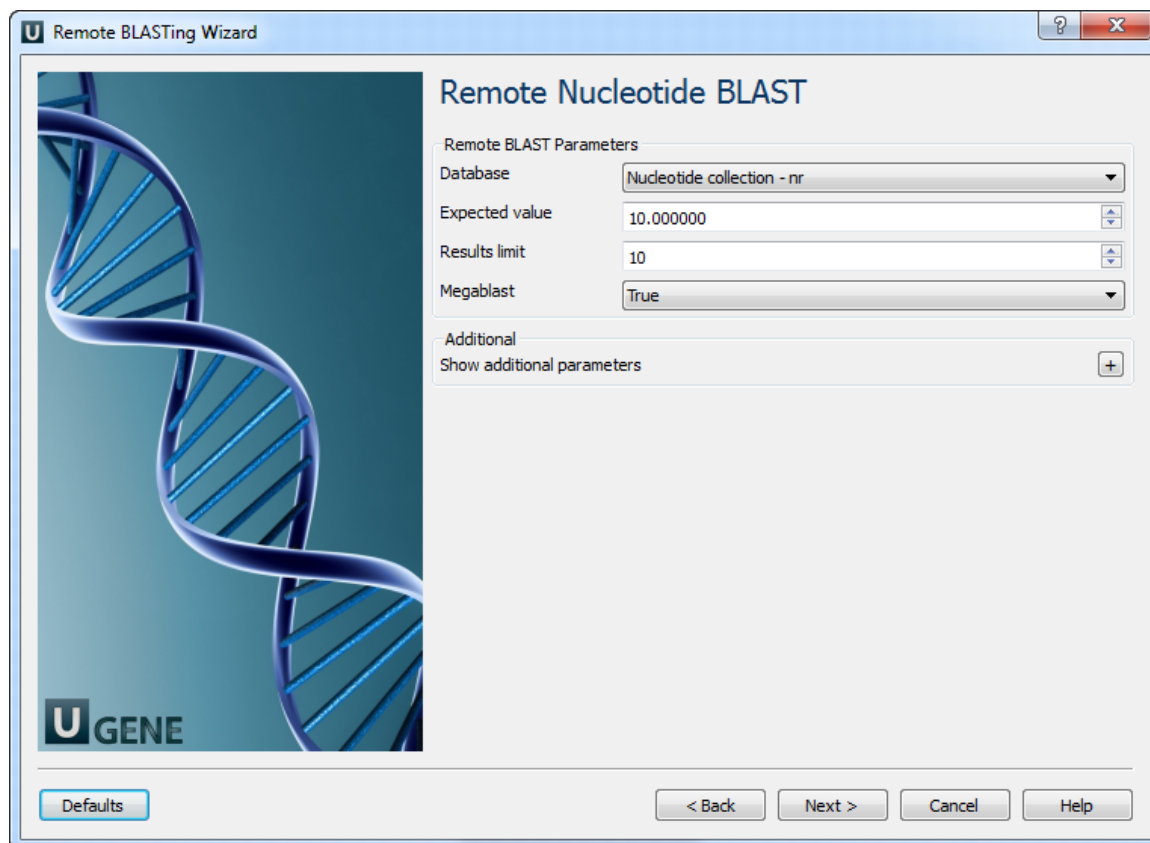 U Remote BLASTing Wizard
Remote Nucleotide BLAST
Remote BLAST Parameters
Database Nucleotide collection - nr
Expected value 10.000000
Results limit 10
Megablast True
Additional
Show additional parameters +
U GENE
Defaults < Back Next > Cancel Help